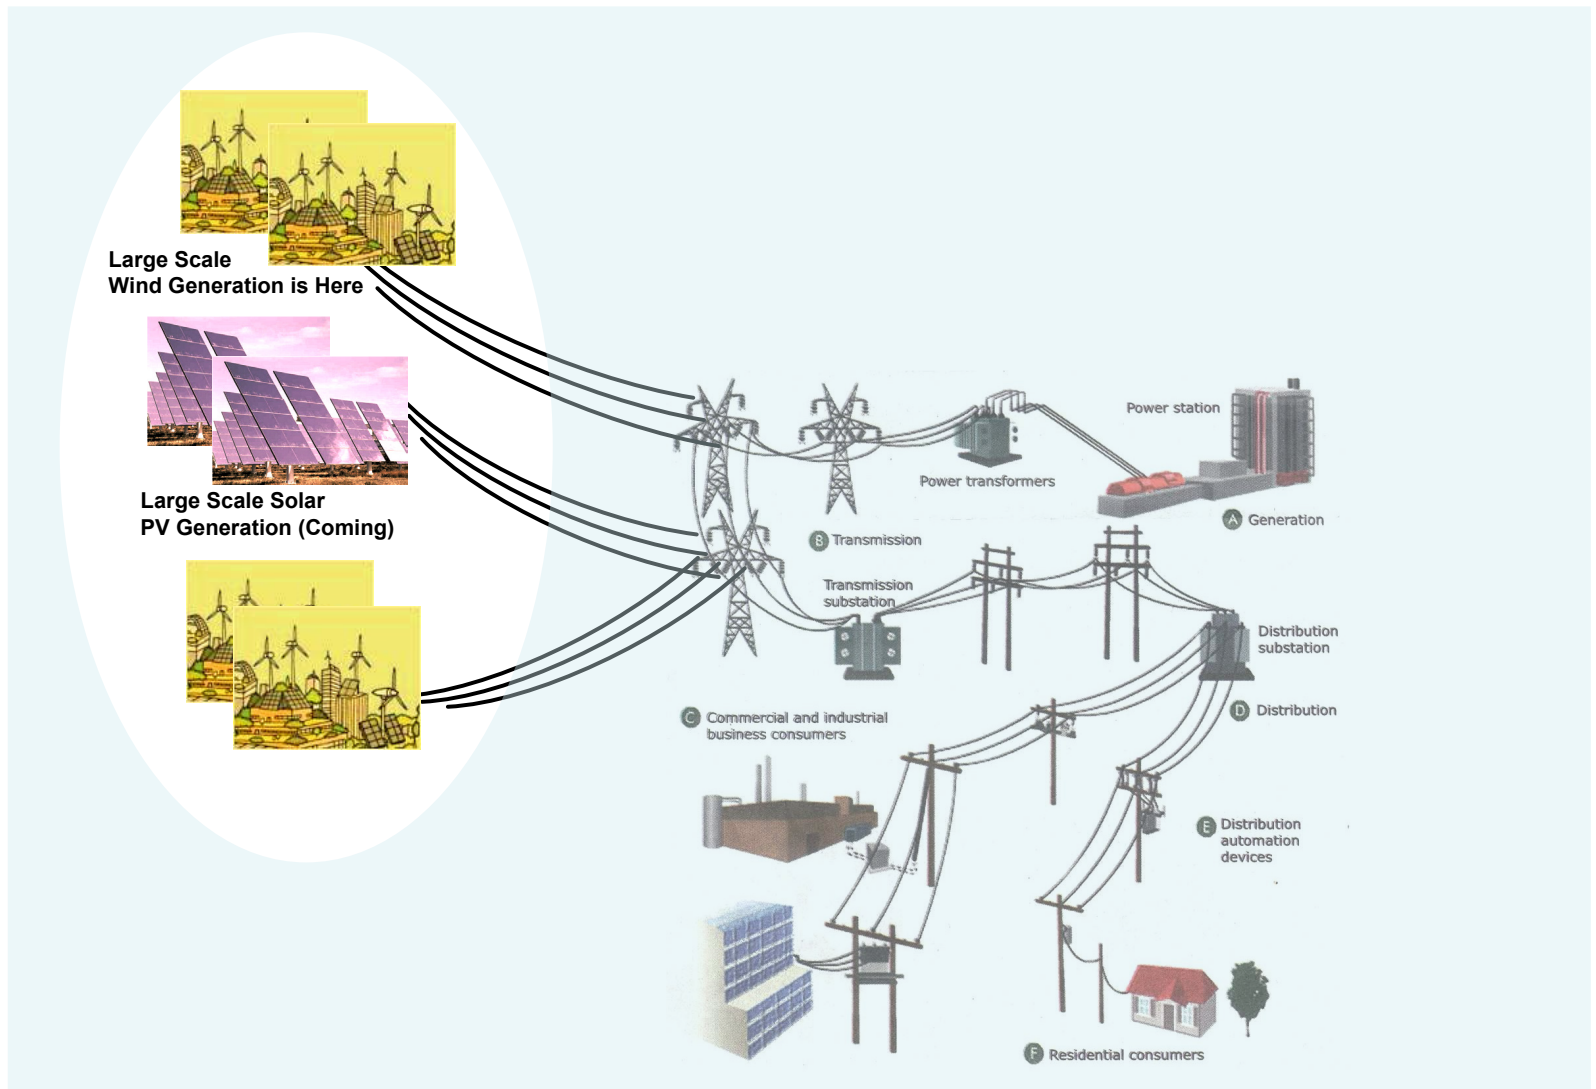 Large Scale
Wind Generation is Here
Large Scale Solar
PV Generation (Coming)
Power station
Power transformers
A Generation
B Transmission
Transmission
substation
Distribution
substation
C Commercial and industrial
business consumers
D Distribution
E Distribution
automation
devices
F Residential consumers